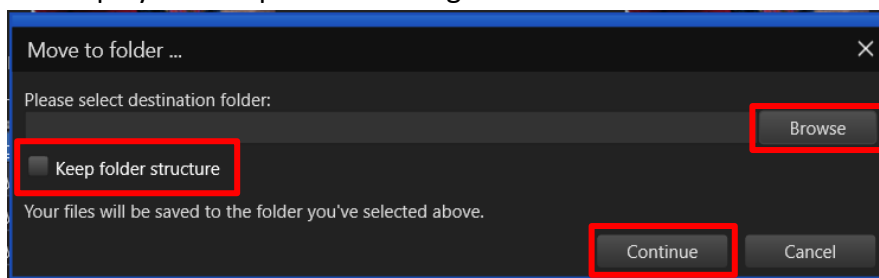 Move to folder ...
Please select destination folder:
Browse
Keep folder structure
Your files will be saved to the folder you've selected above.
Continue Cancel